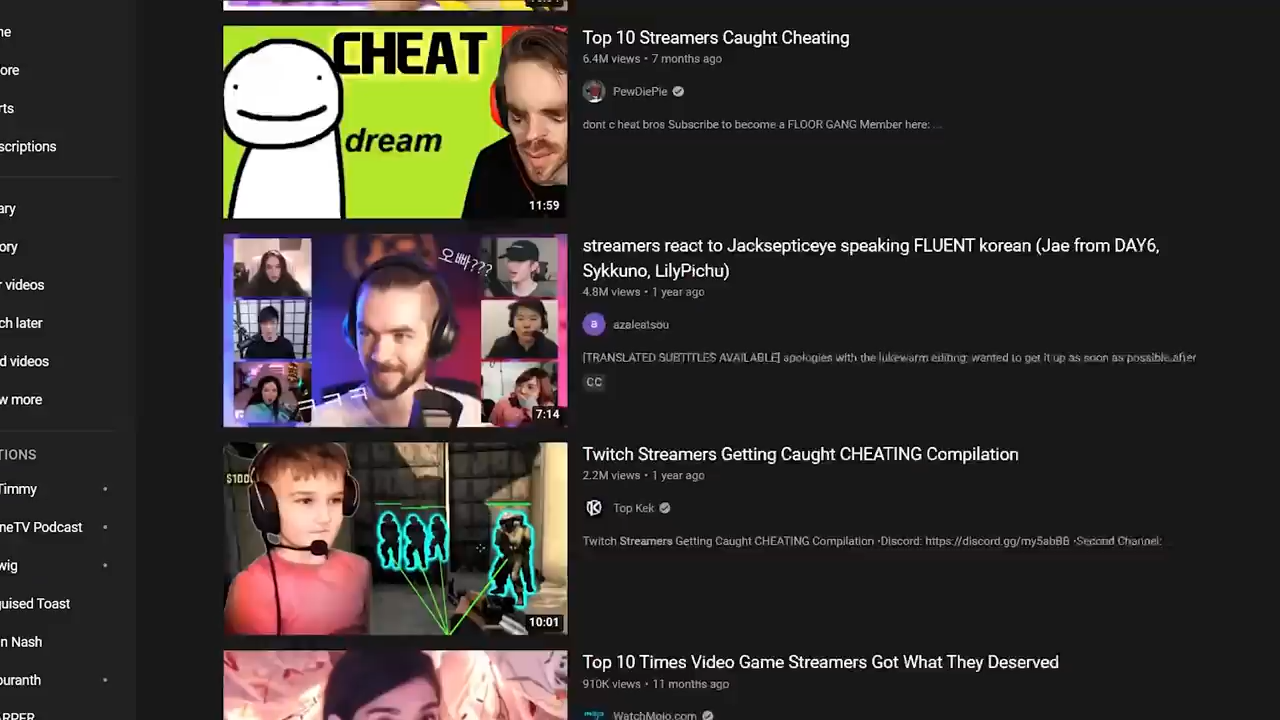 me
ore
rts
scriptions
ary
ory
r videos
ch later
d videos
w more
TIONS
Timmy
neTV Podcast
wig
uised Toast
n Nash
ouranth
CHEAT
dream
11:59
Top 10 Streamers Caught Cheating
6.4M views • 7 months ago
PewDiePie
dont c heat bros Subscribe to become a FLOOR GANG Member here: ...
오빠???
ㅋㅋㅋ
7:14
streamers react to Jacksepticeye speaking FLUENT korean (Jae from DAY6,
Sykkuno, LilyPichu)
4.8M views • 1 year ago
a
azaleatsou
[TRANSLATED SUBTITLES AVAILABLE] apologies with the lukewarm editing; wanted to get it up as soon as possible after
CC
$100
10:01
Twitch Streamers Getting Caught CHEATING Compilation
2.2M views • 1 year ago
Top Kek
Twitch Streamers Getting Caught CHEATING Compilation •Discord: https://discord.gg/my5abBB •Second Channel:
Top 10 Times Video Game Streamers Got What They Deserved
910K views • 11 months ago
WatchMojo.com